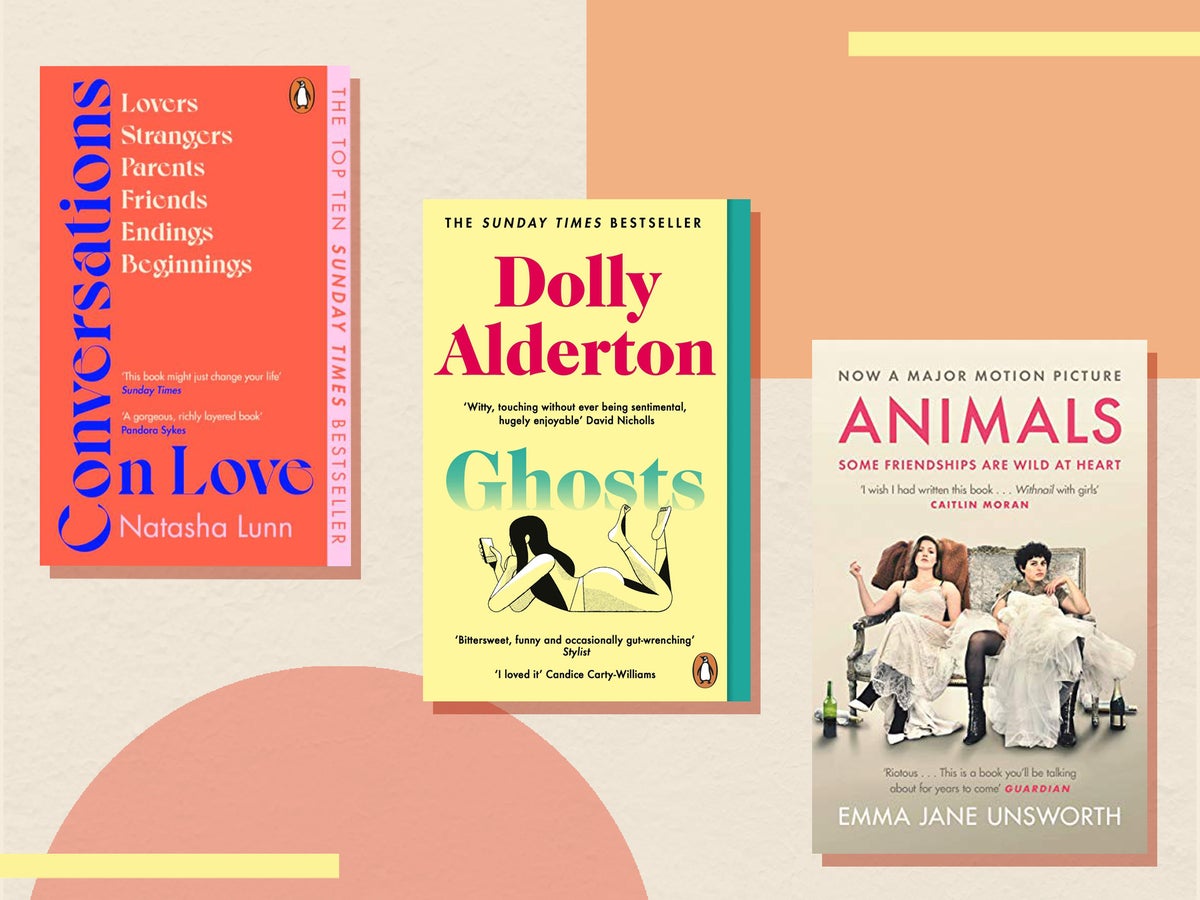 Conversations
On Love
Lovers
Strangers
Parents
Friends
Endings
Beginnings
'This book might just change your life'
Sunday Times
'A gorgeous, richly layered book'
Pandora Sykes
Natasha Lunn
THE TOP TEN SUNDAY TIMES BESTSELLER
THE SUNDAY TIMES BESTSELLER
Dolly
Alderton
'Witty, touching without ever being sentimental,
hugely enjoyable' David Nicholls
Ghosts
'Bittersweet, funny and occasionally gut-wrenching'
Stylist
'I loved it' Candice Carty-Williams
NOW A MAJOR MOTION PICTURE
ANIMALS
SOME FRIENDSHIPS ARE WILD AT HEART
'I wish I had written this book . . . Withnail with girls'
CAITLIN MORAN
'Riotous . . . This is a book you'll be talking
about for years to come' GUARDIAN
EMMA JANE UNSWORTH